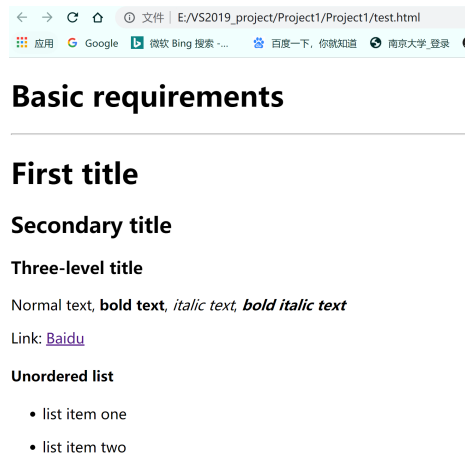 文件 | E:/VS2019_project/Project1/Project1/test.html
应用 Google 微软 Bing 搜索 -... 百度一下，你就知道 南京大学_登录
Basic requirements
First title
Secondary title
Three-level title
Normal text, bold text, italic text, bold italic text
Link: Baidu
Unordered list
• list item one
• list item two